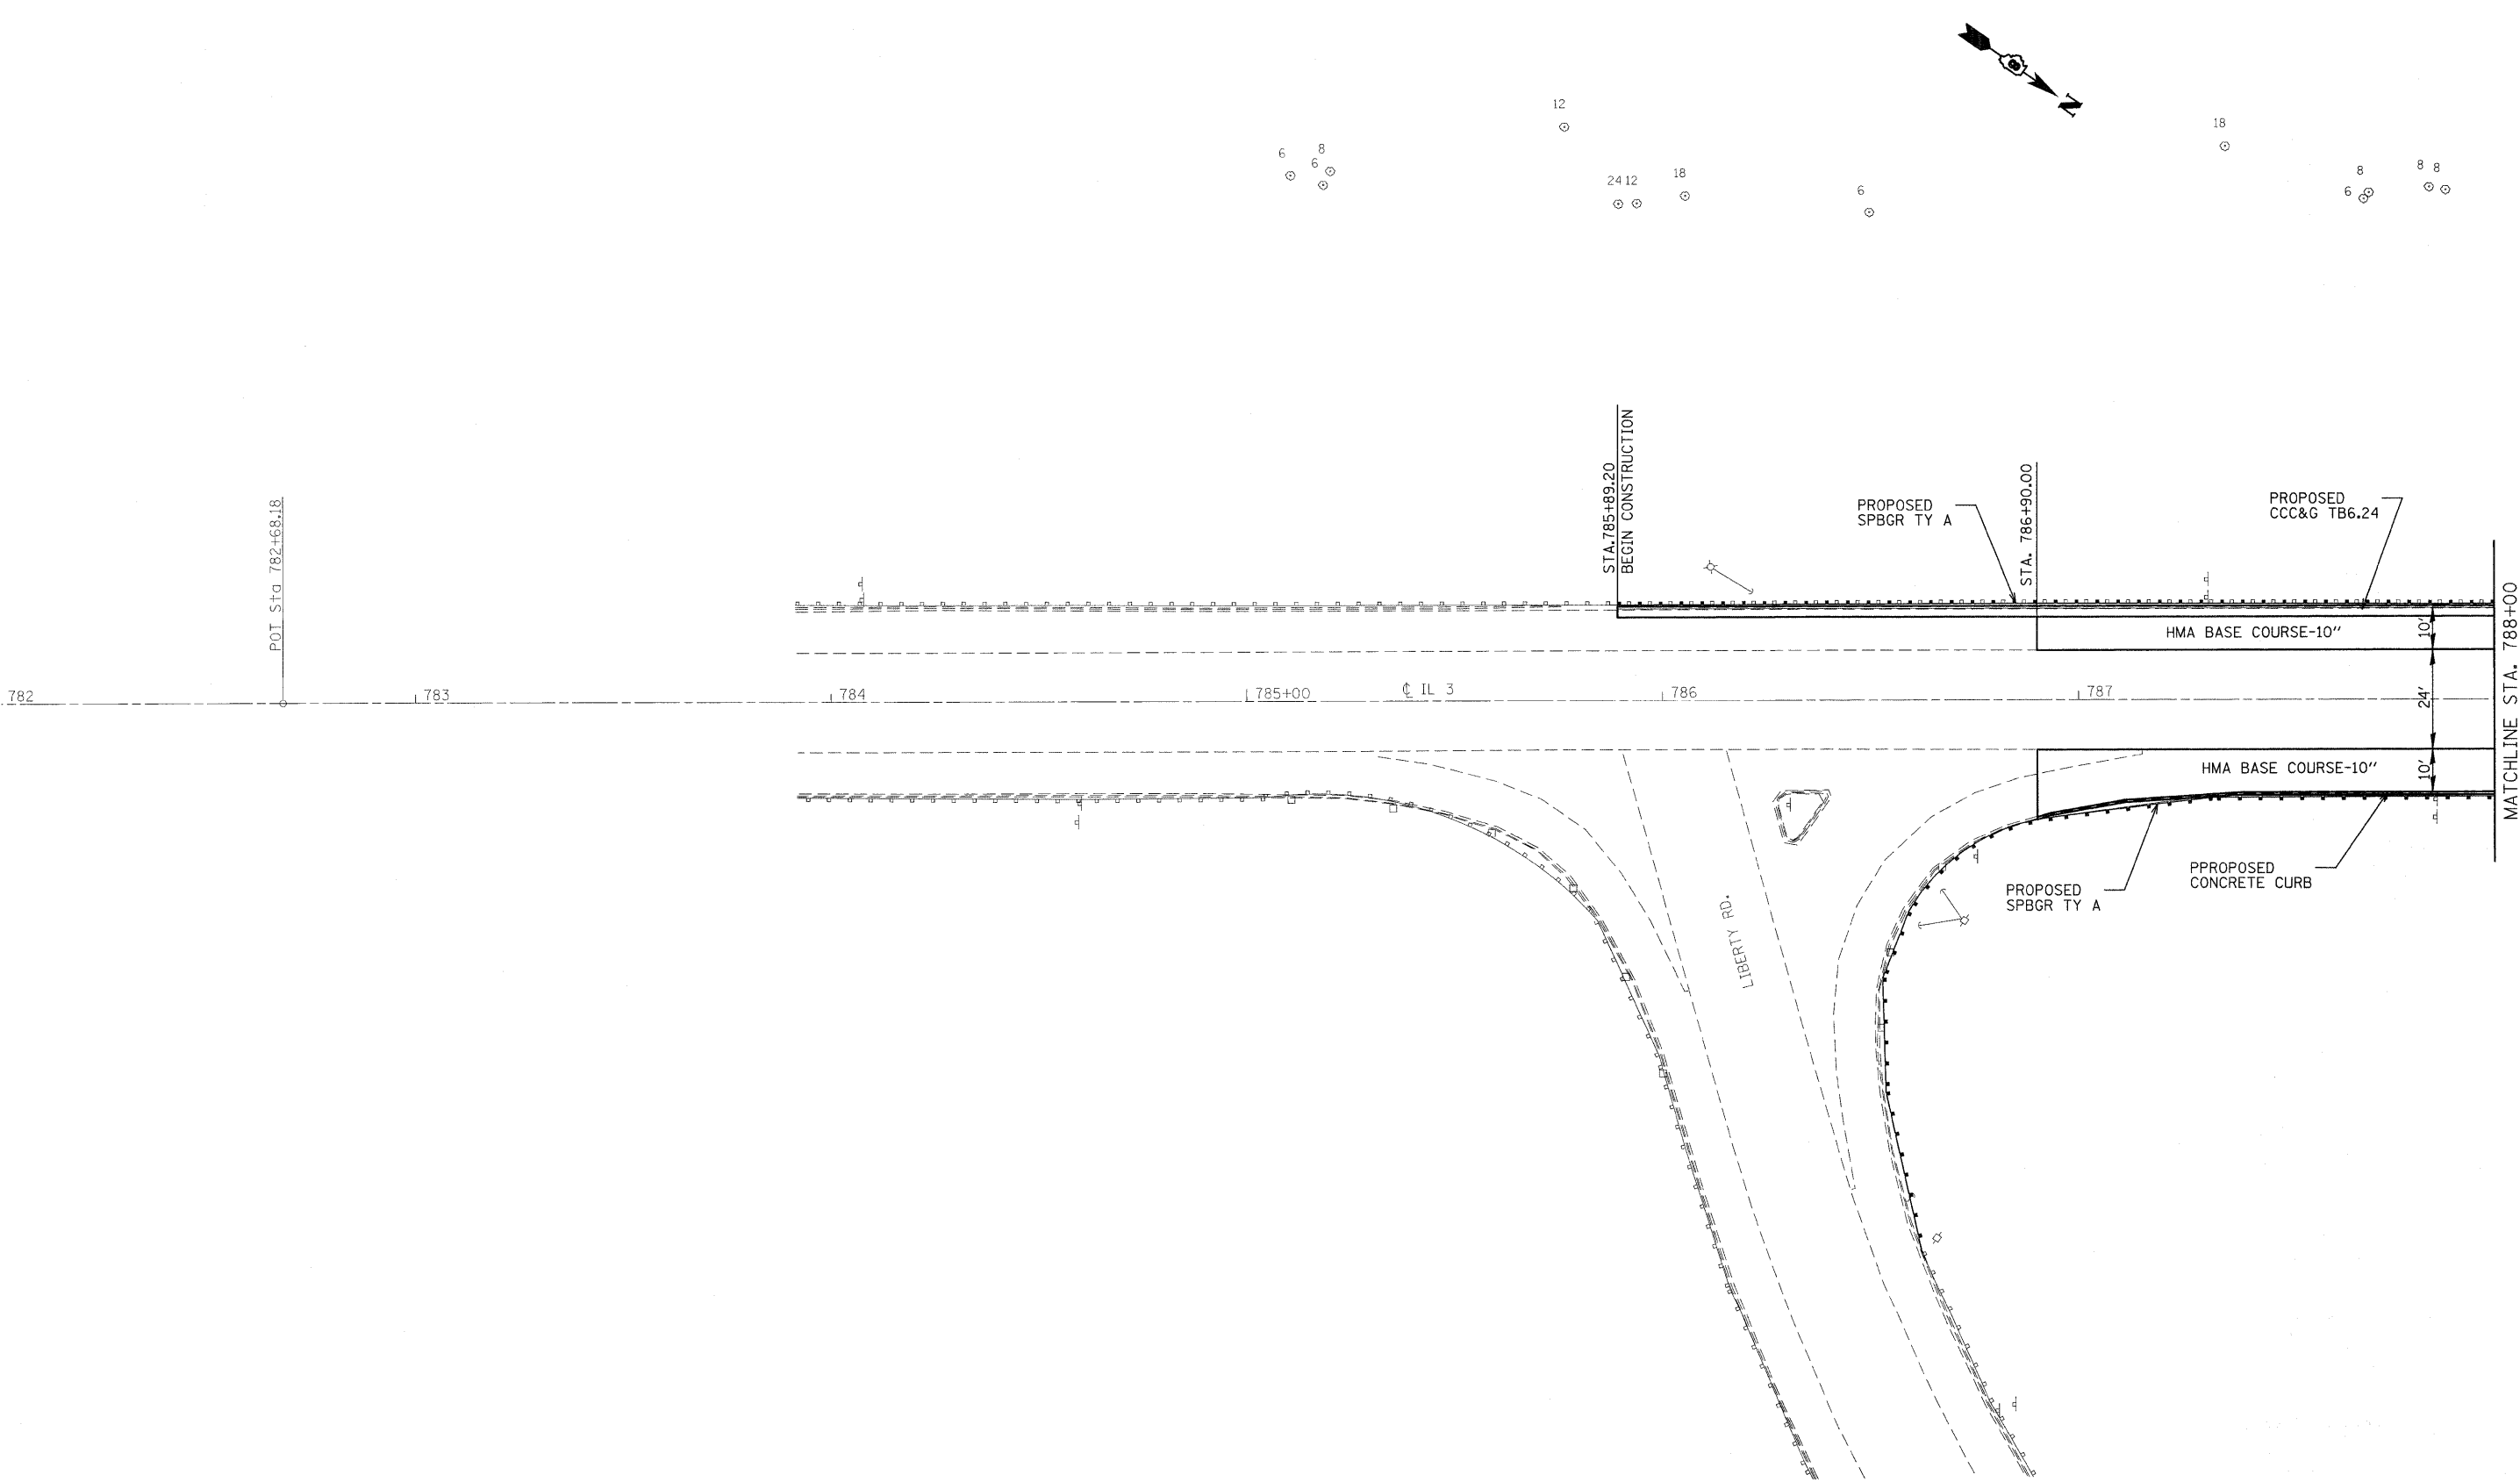 N
12
18
6
8
6
24 12
18
6
8
6
8 8
POT Sta 782+68.18
STA.785+89.20
BEGIN CONSTRUCTION
PROPOSED
SPBGR TY A
STA. 786+90.00
PROPOSED
CCC&G TB6.24
HMA BASE COURSE-10"
10'
782
783
784
785+00
℄ IL 3
786
787
24'
HMA BASE COURSE-10"
10'
MATCHLINE STA. 788+00
PROPOSED
SPBGR TY A
PPROPOSED
CONCRETE CURB
LIBERTY RD.